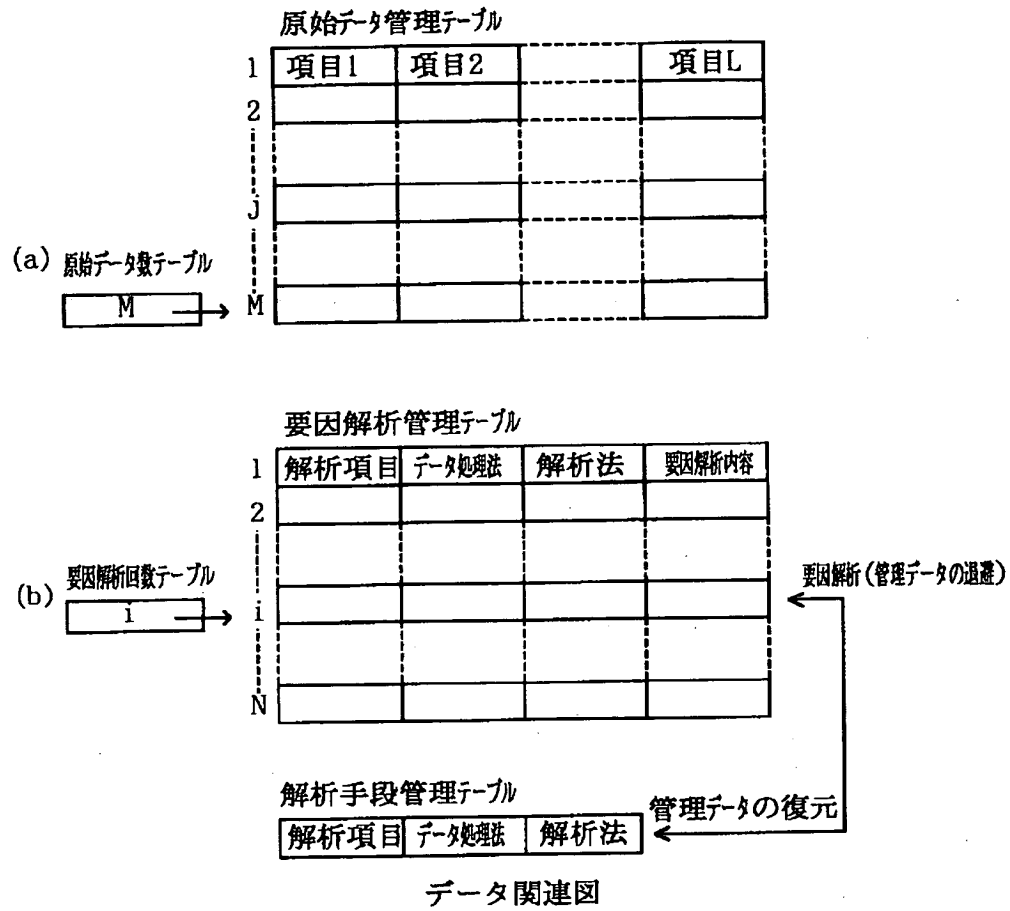 原始データ管理テーブル
1 項目1 項目2 項目L
2
j
(a) 原始データ数テーブル
M → M
要因解析管理テーブル
1 解析項目 データ処理法 解析法 要因解析内容
2
(b) 要因解析回数テーブル
要因解析(管理データの退避)
i → i
N
解析手段管理テーブル
管理データの復元
解析項目 データ処理法 解析法
データ関連図